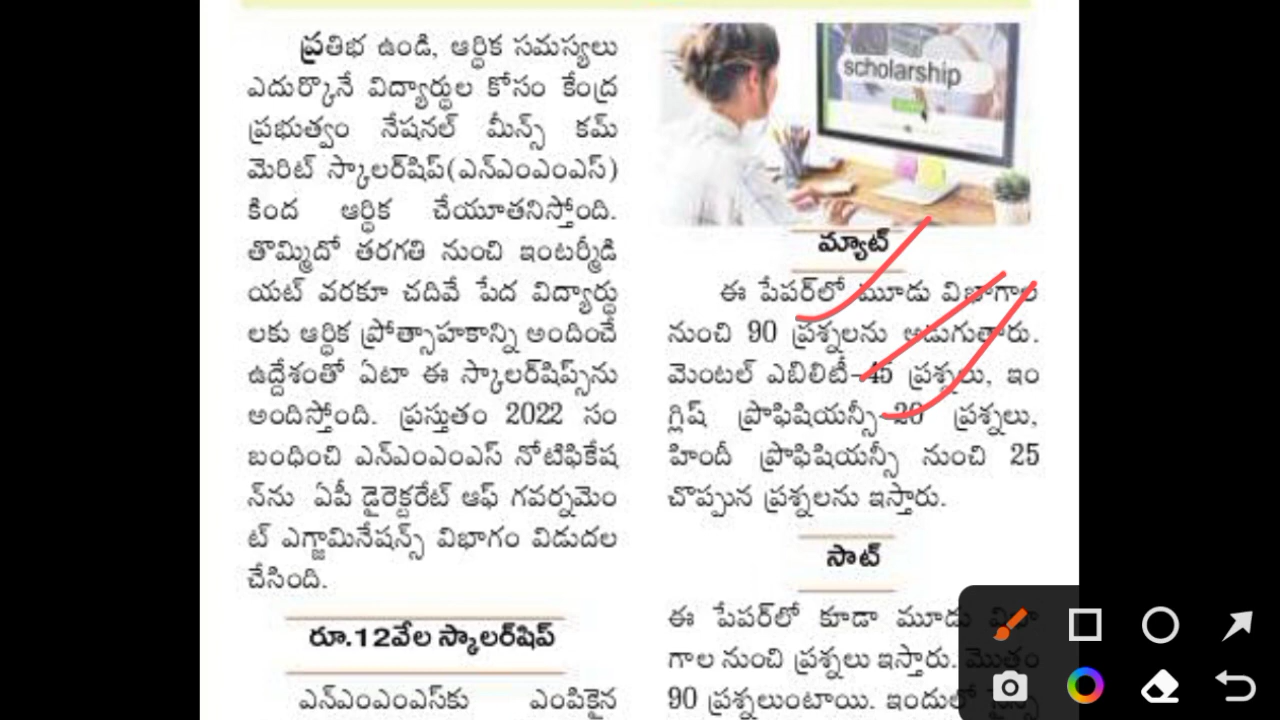 ప్రతిభ ఉండి, ఆర్థిక సమస్యలు
ఎదుర్కొనే విద్యార్థుల కోసం కేంద్ర
ప్రభుత్వం నేషనల్ మీన్స్ కమ్
మెరిట్ స్కాలర్‌షిప్(ఎన్ఎంఎంఎస్)
కింద ఆర్థిక చేయూతనిస్తోంది.
తొమ్మిదో తరగతి నుంచి ఇంటర్మీడి
యట్ వరకూ చదివే పేద విద్యార్థు
లకు ఆర్థిక ప్రోత్సాహకాన్ని అందించే
ఉద్దేశంతో ఏటా ఈ స్కాలర్‌షిప్స్‌ను
అందిస్తోంది. ప్రస్తుతం 2022 సం
బంధించి ఎన్ఎంఎంఎస్ నోటిఫికేష
న్‌ను ఏపీ డైరెక్టరేట్ ఆఫ్ గవర్నమెం
ట్ ఎగ్జామినేషన్స్ విభాగం విడుదల
చేసింది.
రూ.12వేల స్కాలర్‌షిప్
ఎన్ఎంఎంఎస్‌కు ఎంపికైన
scholarship
మ్యాట్
ఈ పేపర్‌లో మూడు విభాగాల
నుంచి 90 ప్రశ్నలను అడుగుతారు.
మెంటల్ ఎబిలిటీ–45 ప్రశ్నలు, ఇం
గ్లిష్ ప్రొఫిషియన్సీ–20 ప్రశ్నలు,
హిందీ ప్రొఫిషియన్సీ నుంచి 25
చొప్పున ప్రశ్నలను ఇస్తారు.
సాట్
ఈ పేపర్‌లో కూడా మూడు విభా
గాల నుంచి ప్రశ్నలు ఇస్తారు. మొత్తం
90 ప్రశ్నలుంటాయి. ఇందులో